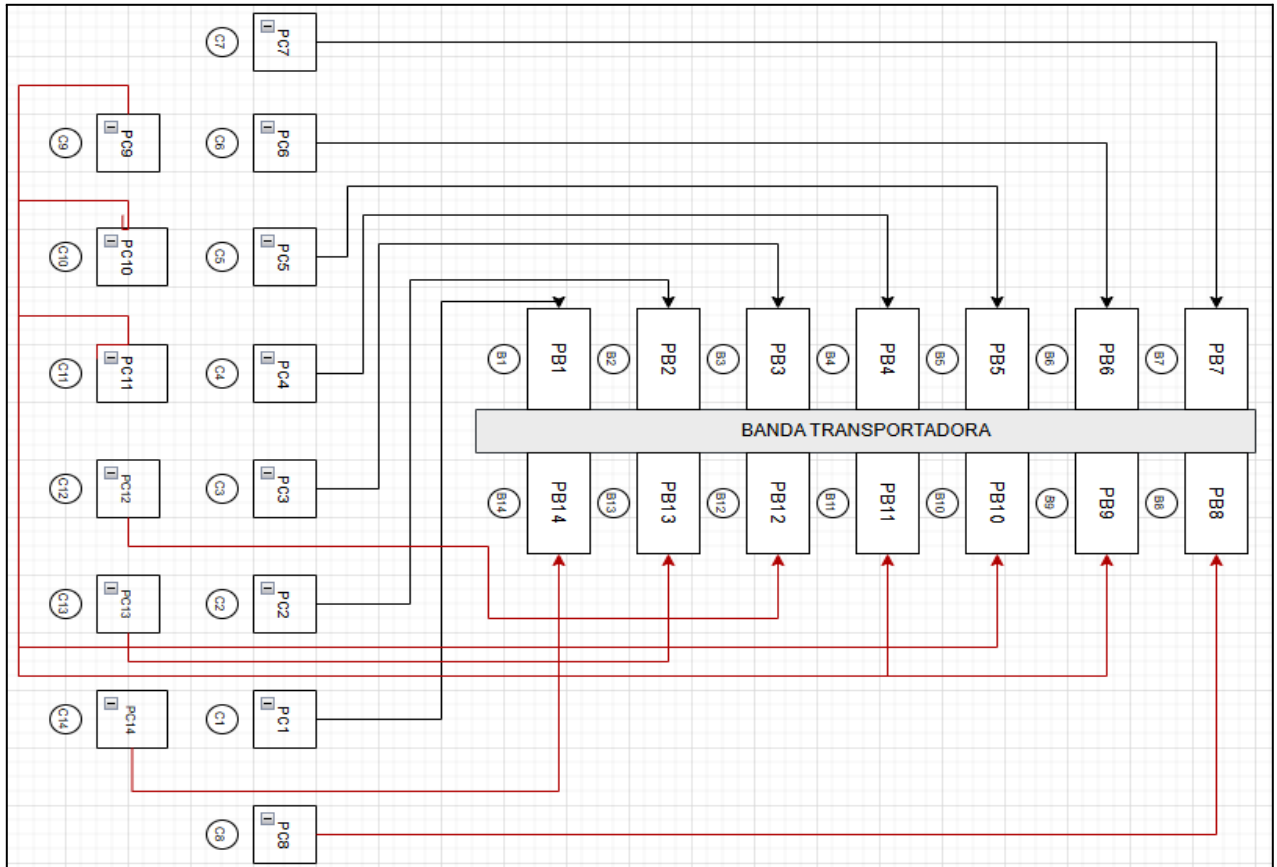 C7 PC7
C9 PC9 C6 PC6
C10 PC10 C5 PC5
C11 PC11 C4 PC4
B1 PB1 B2 PB2 B3 PB3 B4 PB4 B5 PB5 B6 PB6 B7 PB7
BANDA TRANSPORTADORA
C12 PC12 C3 PC3
B14 PB14 B13 PB13 B12 PB12 B11 PB11 B10 PB10 B9 PB9 B8 PB8
C13 PC13 C2 PC2
C14 PC14 C1 PC1
C8 PC8